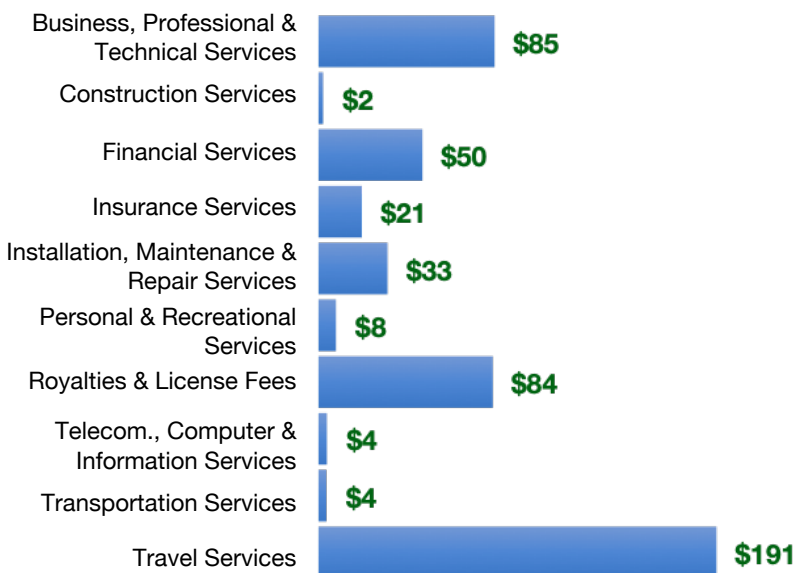 Business, Professional &
Technical Services
$85
Construction Services
$2
Financial Services
$50
Insurance Services
$21
Installation, Maintenance &
Repair Services
$33
Personal & Recreational
Services
$8
Royalties & License Fees
$84
Telecom., Computer &
Information Services
$4
Transportation Services
$4
Travel Services
$191